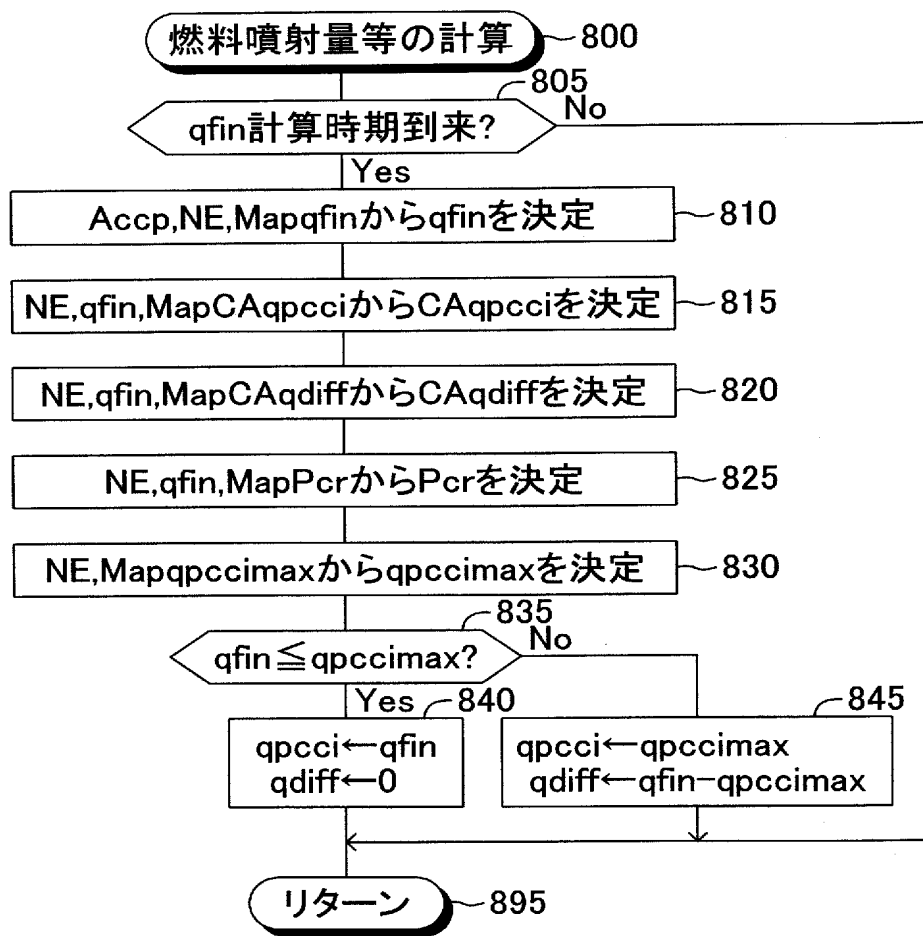 燃料噴射量等の計算
800
805
qfin計算時期到来?
No
Yes
Accp,NE,Mapqfinからqfinを決定
810
NE,qfin,MapCAqpcciからCAqpcciを決定
815
NE,qfin,MapCAqdiffからCAqdiffを決定
820
NE,qfin,MapPcrからPcrを決定
825
NE,Mapqpccimaxからqpccimaxを決定
830
835
qfin≦qpccimax?
No
Yes
840
qpcci←qfin
qdiff←0
845
qpcci←qpccimax
qdiff←qfin-qpccimax
リターン
895